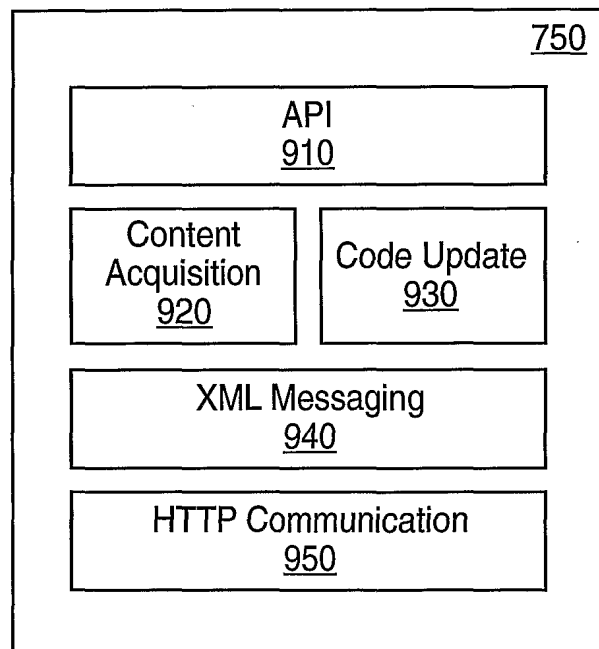 750
API
910
Content
Acquisition
920
Code Update
930
XML Messaging
940
HTTP Communication
950